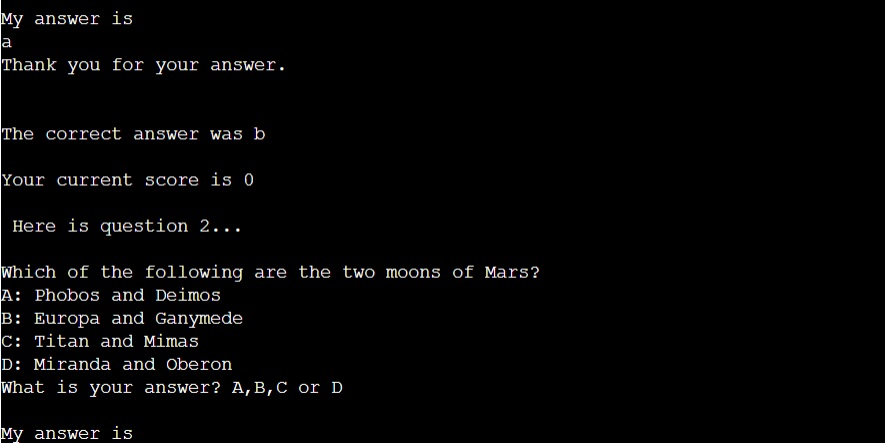 My answer is
a
Thank you for your answer.
The correct answer was b
Your current score is 0
Here is question 2...
Which of the following are the two moons of Mars?
A: Phobos and Deimos
B: Europa and Ganymede
C: Titan and Mimas
D: Miranda and Oberon
What is your answer? A,B,C or D
My answer is